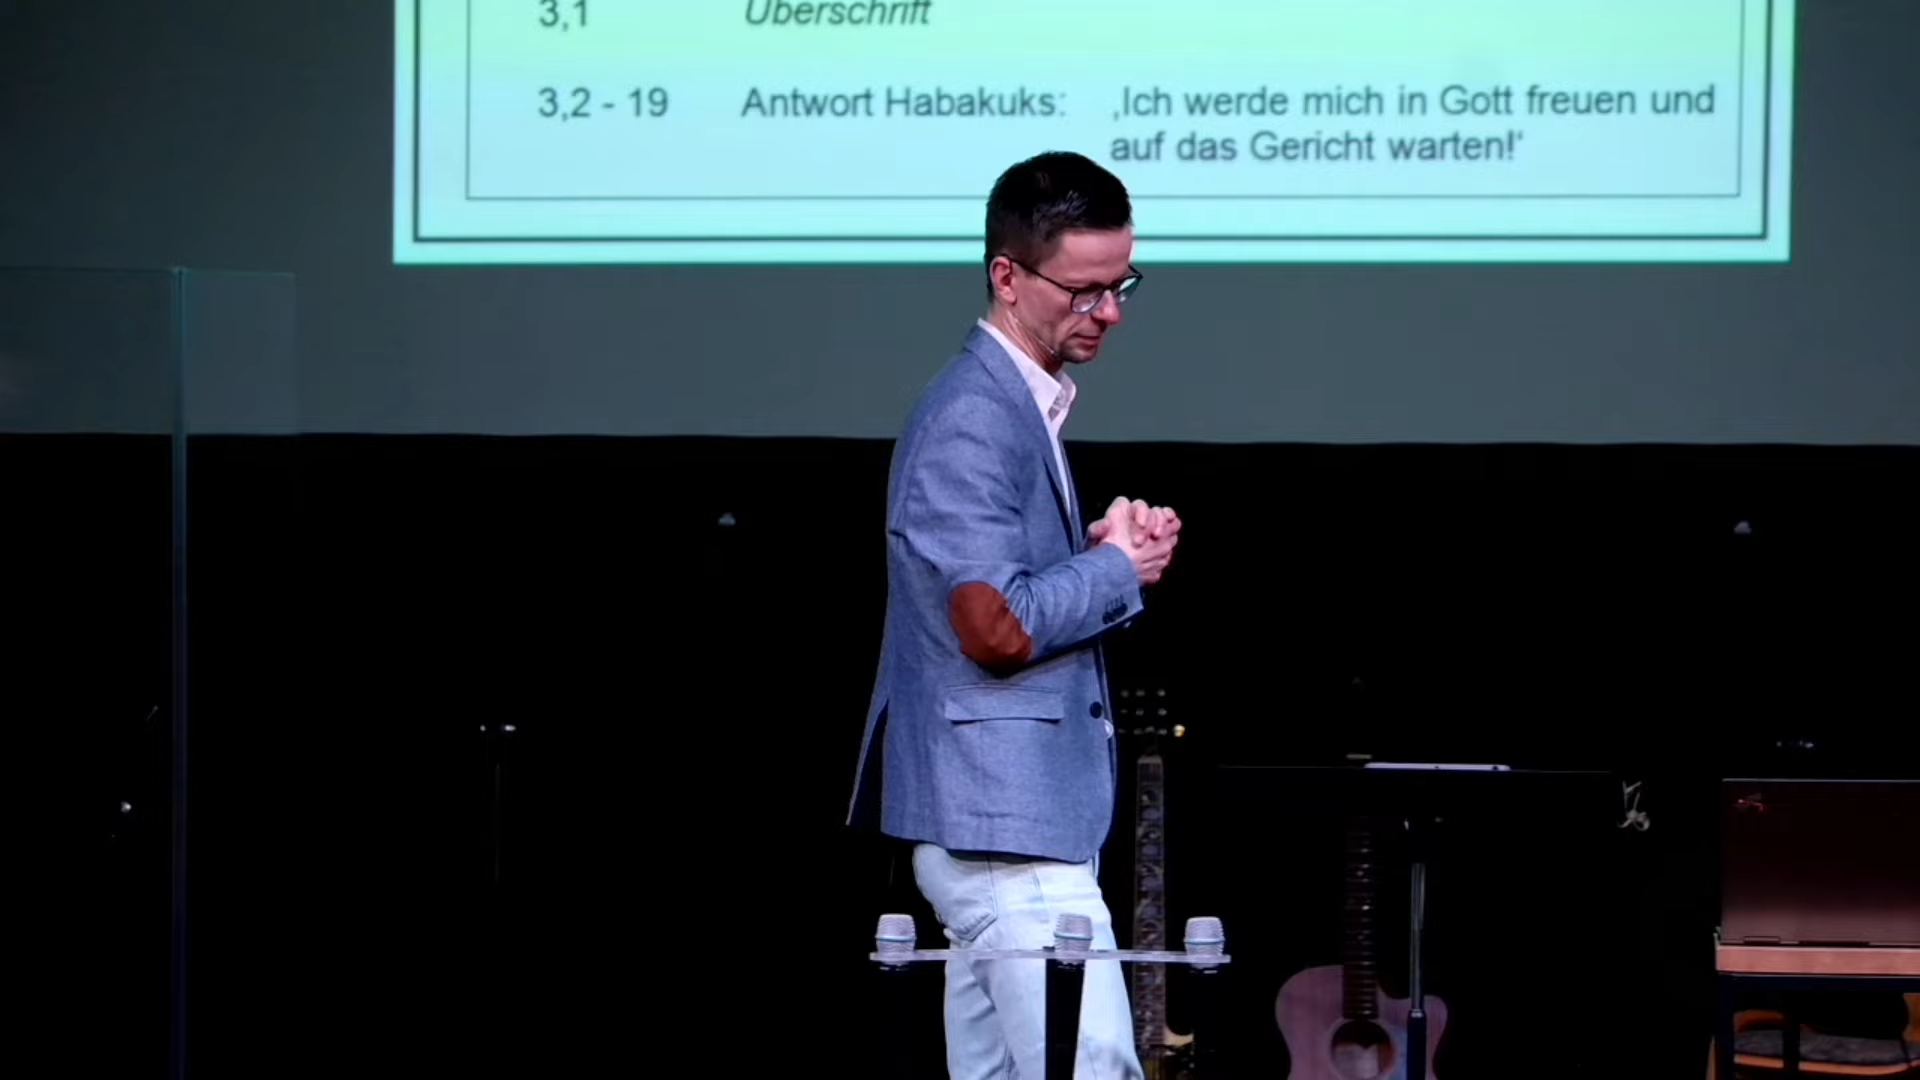 3,1 Überschrift
3,2 - 19 Antwort Habakuks: ‚Ich werde mich in Gott freuen und
auf das Gericht warten!‘